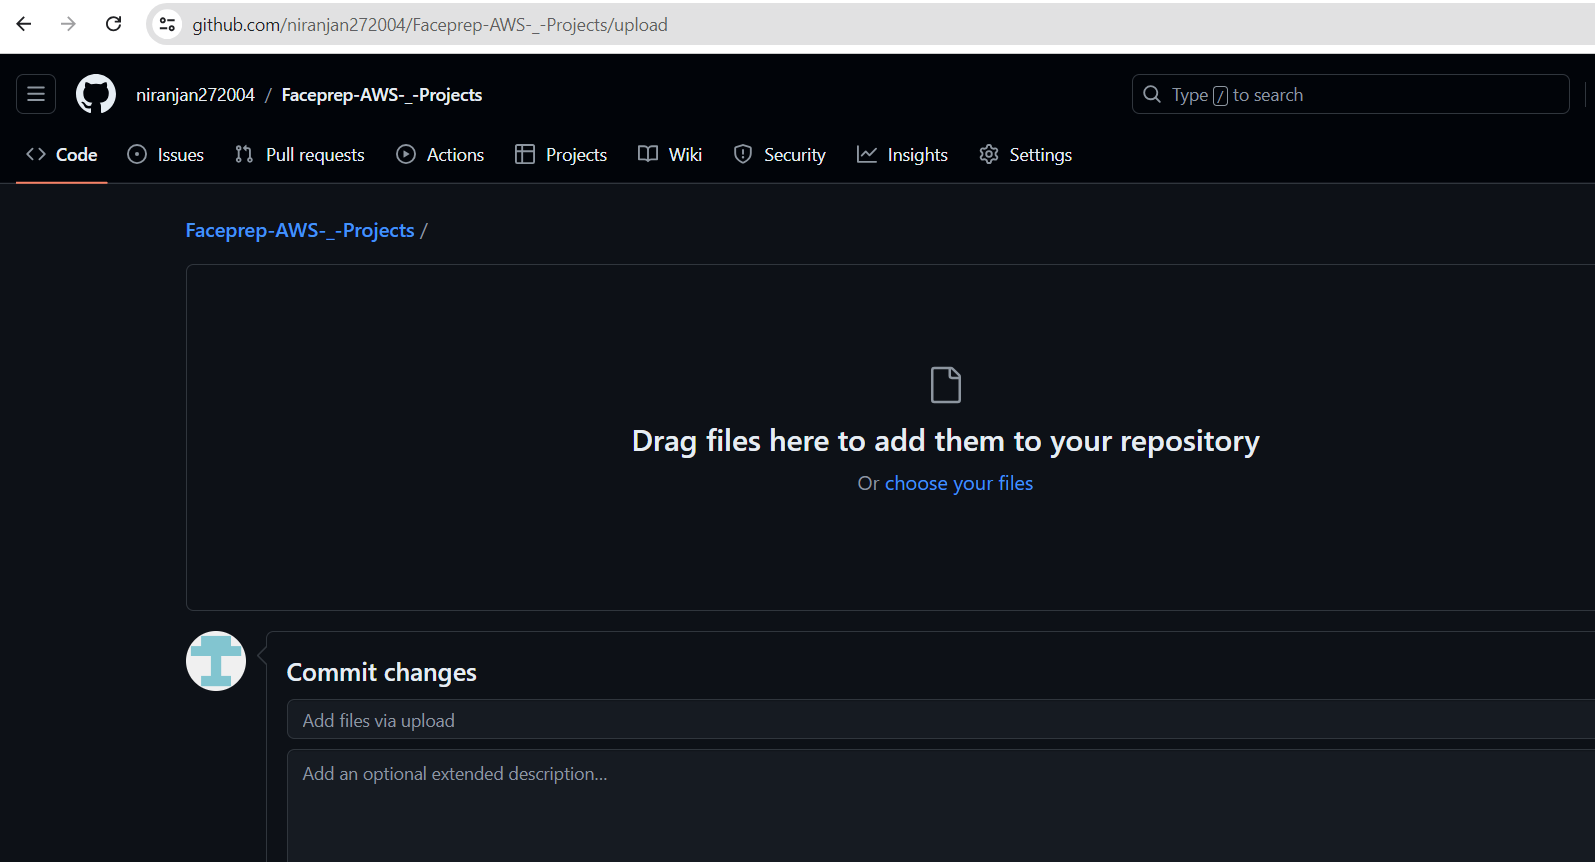 github.com/niranjan272004/Faceprep-AWS-_-Projects/upload
niranjan272004 / Faceprep-AWS-_-Projects
Type / to search
Code Issues Pull requests Actions Projects Wiki Security Insights Settings
Faceprep-AWS-_-Projects /
Drag files here to add them to your repository
Or choose your files
Commit changes
Add files via upload
Add an optional extended description...